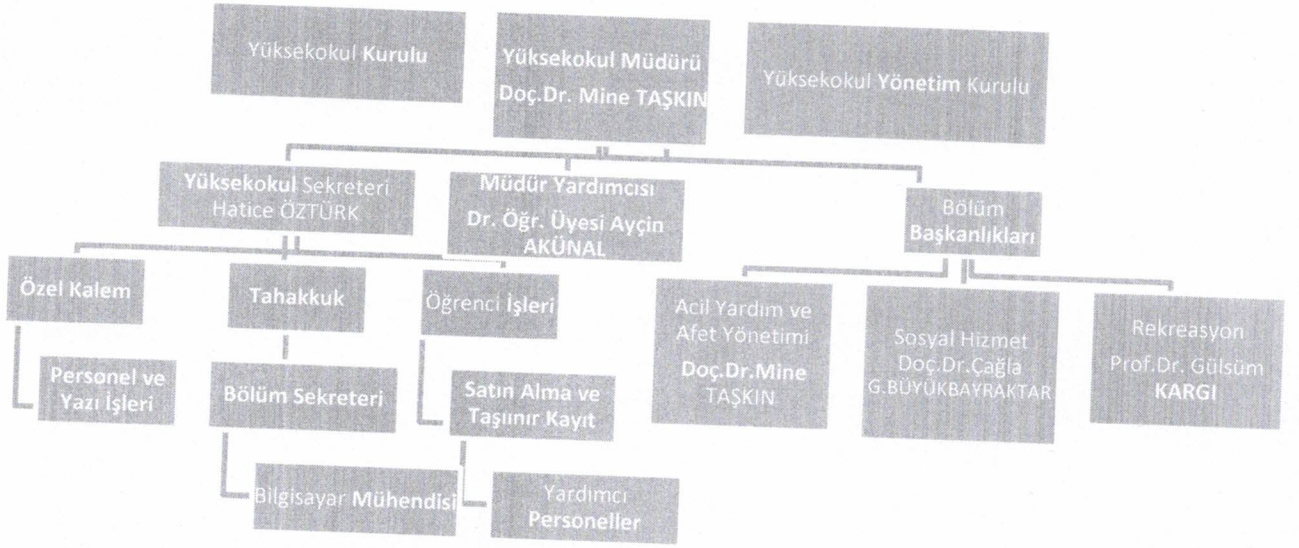 Yüksekokul Kurulu
Yüksekokul Müdürü
Doç.Dr. Mine TAŞKIN
Yüksekokul Yönetim Kurulu
Yüksekokul Sekreteri
Hatice ÖZTÜRK
Müdür Yardımcısı
Dr. Öğr. Üyesi Ayçin
AKÜNAL
Bölüm
Başkanlıkları
Özel Kalem
Tahakkuk
Öğrenci İşleri
Acil Yardım ve
Afet Yönetimi
Doç.Dr.Mine
TAŞKIN
Sosyal Hizmet
Doç.Dr.Çağla
G.BÜYÜKBAYRAKTAR
Rekreasyon
Prof.Dr. Gülsüm
KARGI
Personel ve
Yazı İşleri
Bölüm Sekreteri
Satın Alma ve
Taşıınır Kayıt
Bilgisayar Mühendisi
Yardımcı
Personeller